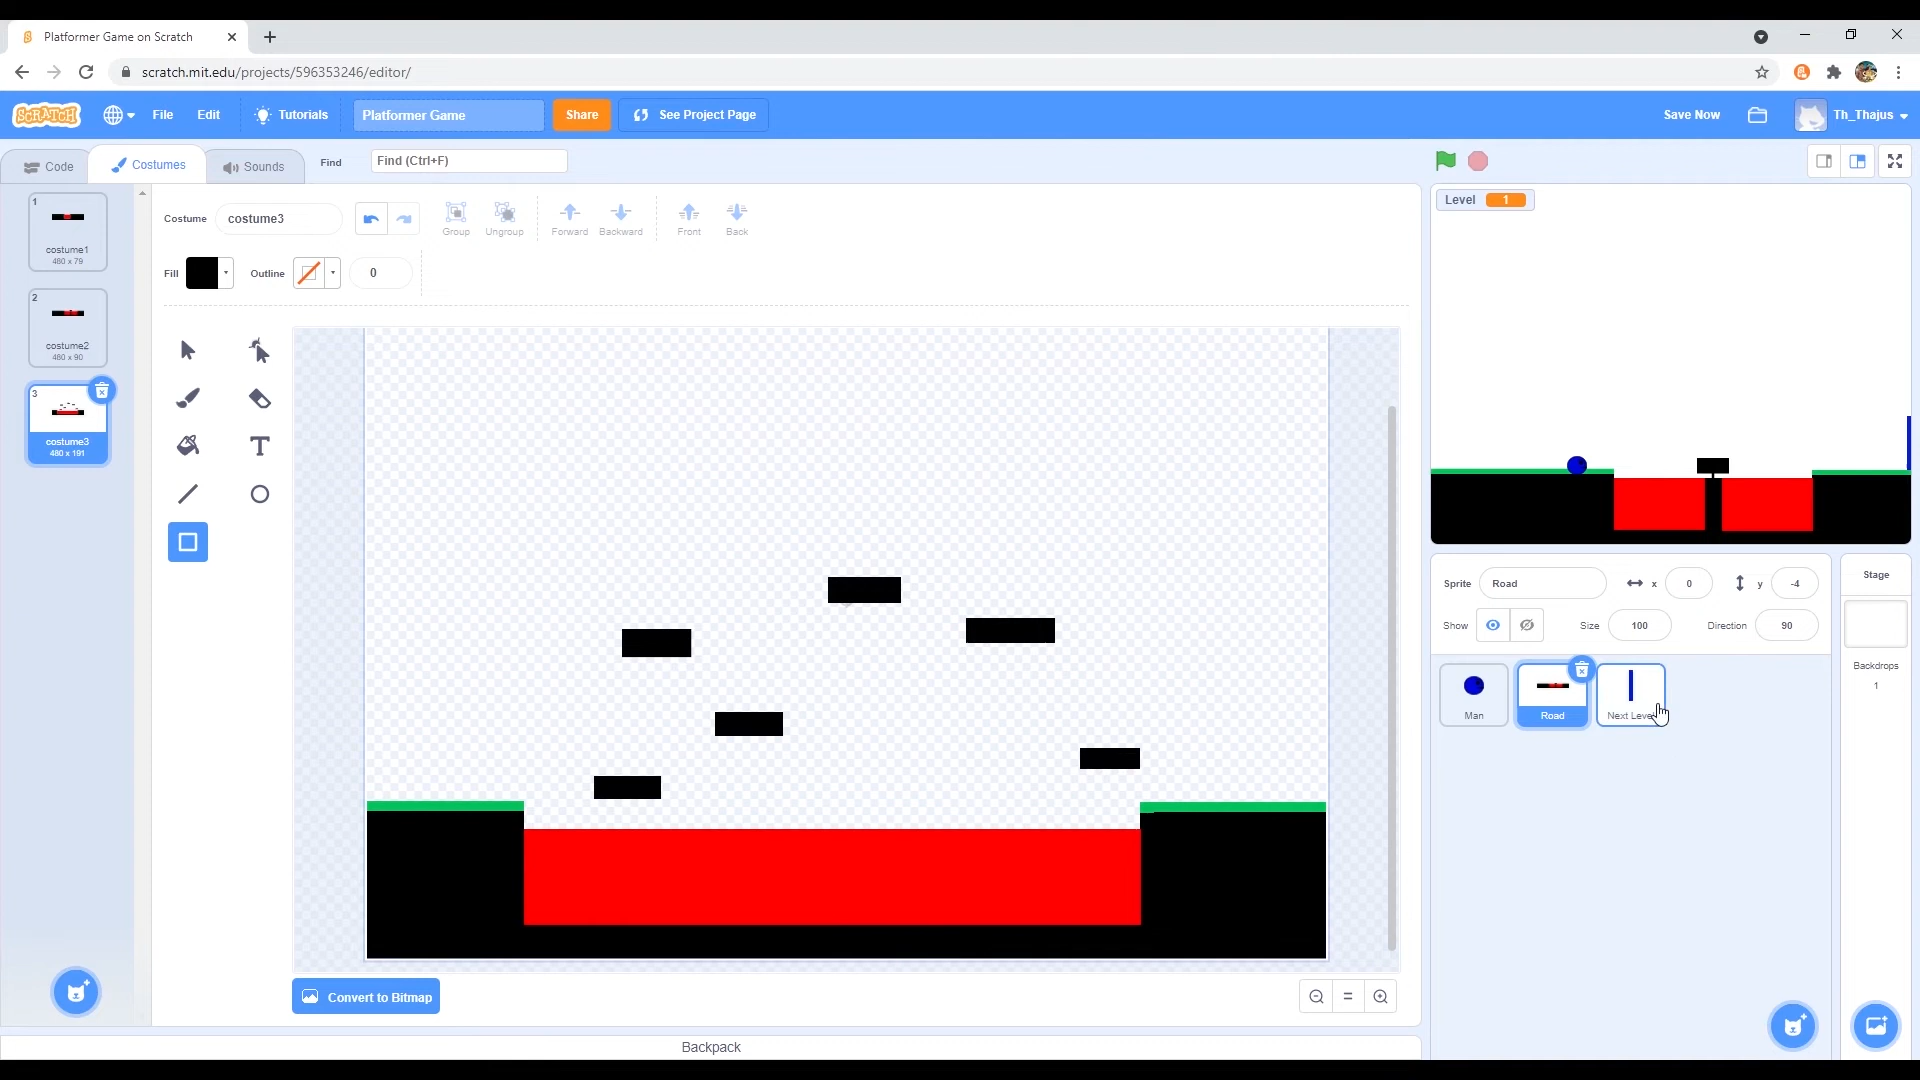 Platformer Game on Scratch
scratch.mit.edu/projects/596353246/editor/
SCRATCH
File
Edit
Tutorials
Platformer Game
Share
See Project Page
Save Now
Th_Thajus
Code
Costumes
Sounds
Find
Find (Ctrl+F)
1
costume1
480 x 79
2
costume2
480 x 90
3
costume3
480 x 191
Costume
costume3
Group
Ungroup
Forward
Backward
Front
Back
Fill
Outline
0
Convert to Bitmap
Backpack
Level 1
Sprite
Road
x
0
y
-4
Show
Size
100
Direction
90
Man
Road
Next Level
Stage
Backdrops
1